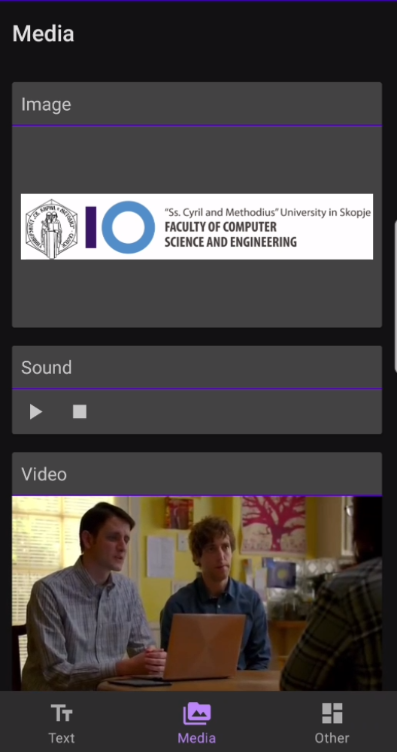 Media
Image
"Ss. Cyril and Methodius" University in Skopje
FACULTY OF COMPUTER
SCIENCE AND ENGINEERING
Sound
Video
Text
Media
Other